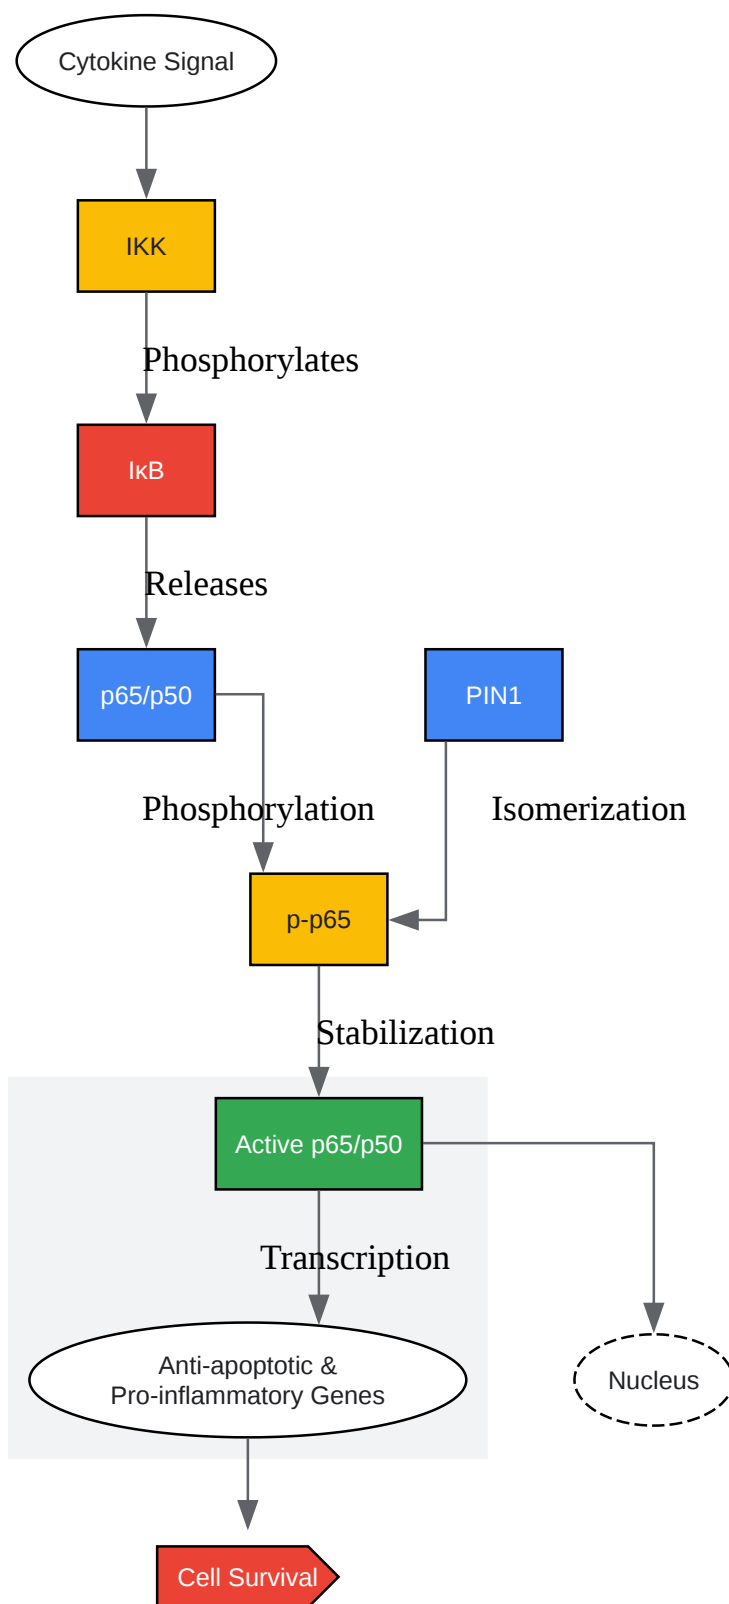 Cytokine Signal
IKK
Phosphorylates
IκB
Releases
p65/p50
PIN1
Phosphorylation
Isomerization
p-p65
Stabilization
Active p65/p50
Transcription
Anti-apoptotic &
Pro-inflammatory Genes
Nucleus
Cell Survival